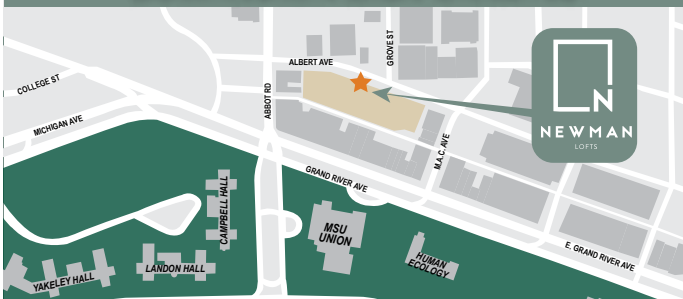 GROVE ST
ALBERT AVE
COLLEGE ST
ABBOT RD
NEWMAN
LOFTS
MICHIGAN AVE
M.A.C. AVE
GRAND RIVER AVE
CAMPBELL HALL
MSU
UNION
E. GRAND RIVER AVE
HUMAN
ECOLOGY
LANDON HALL
YAKELEY HALL